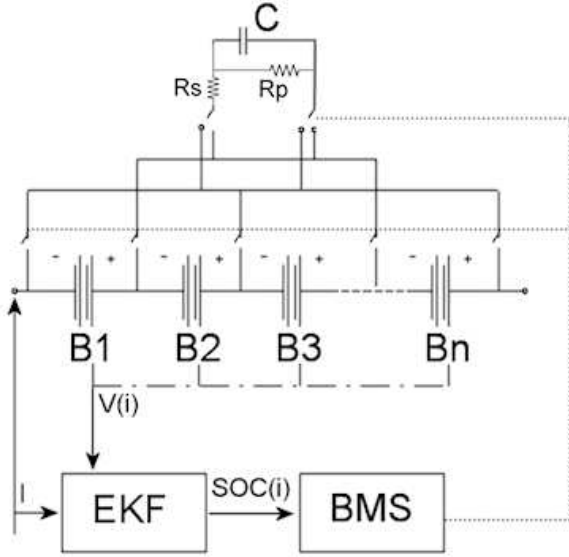 C
Rs Rp
- + - + - + - +
B1 B2 B3 Bn
V(i)
I
SOC(i)
EKF BMS